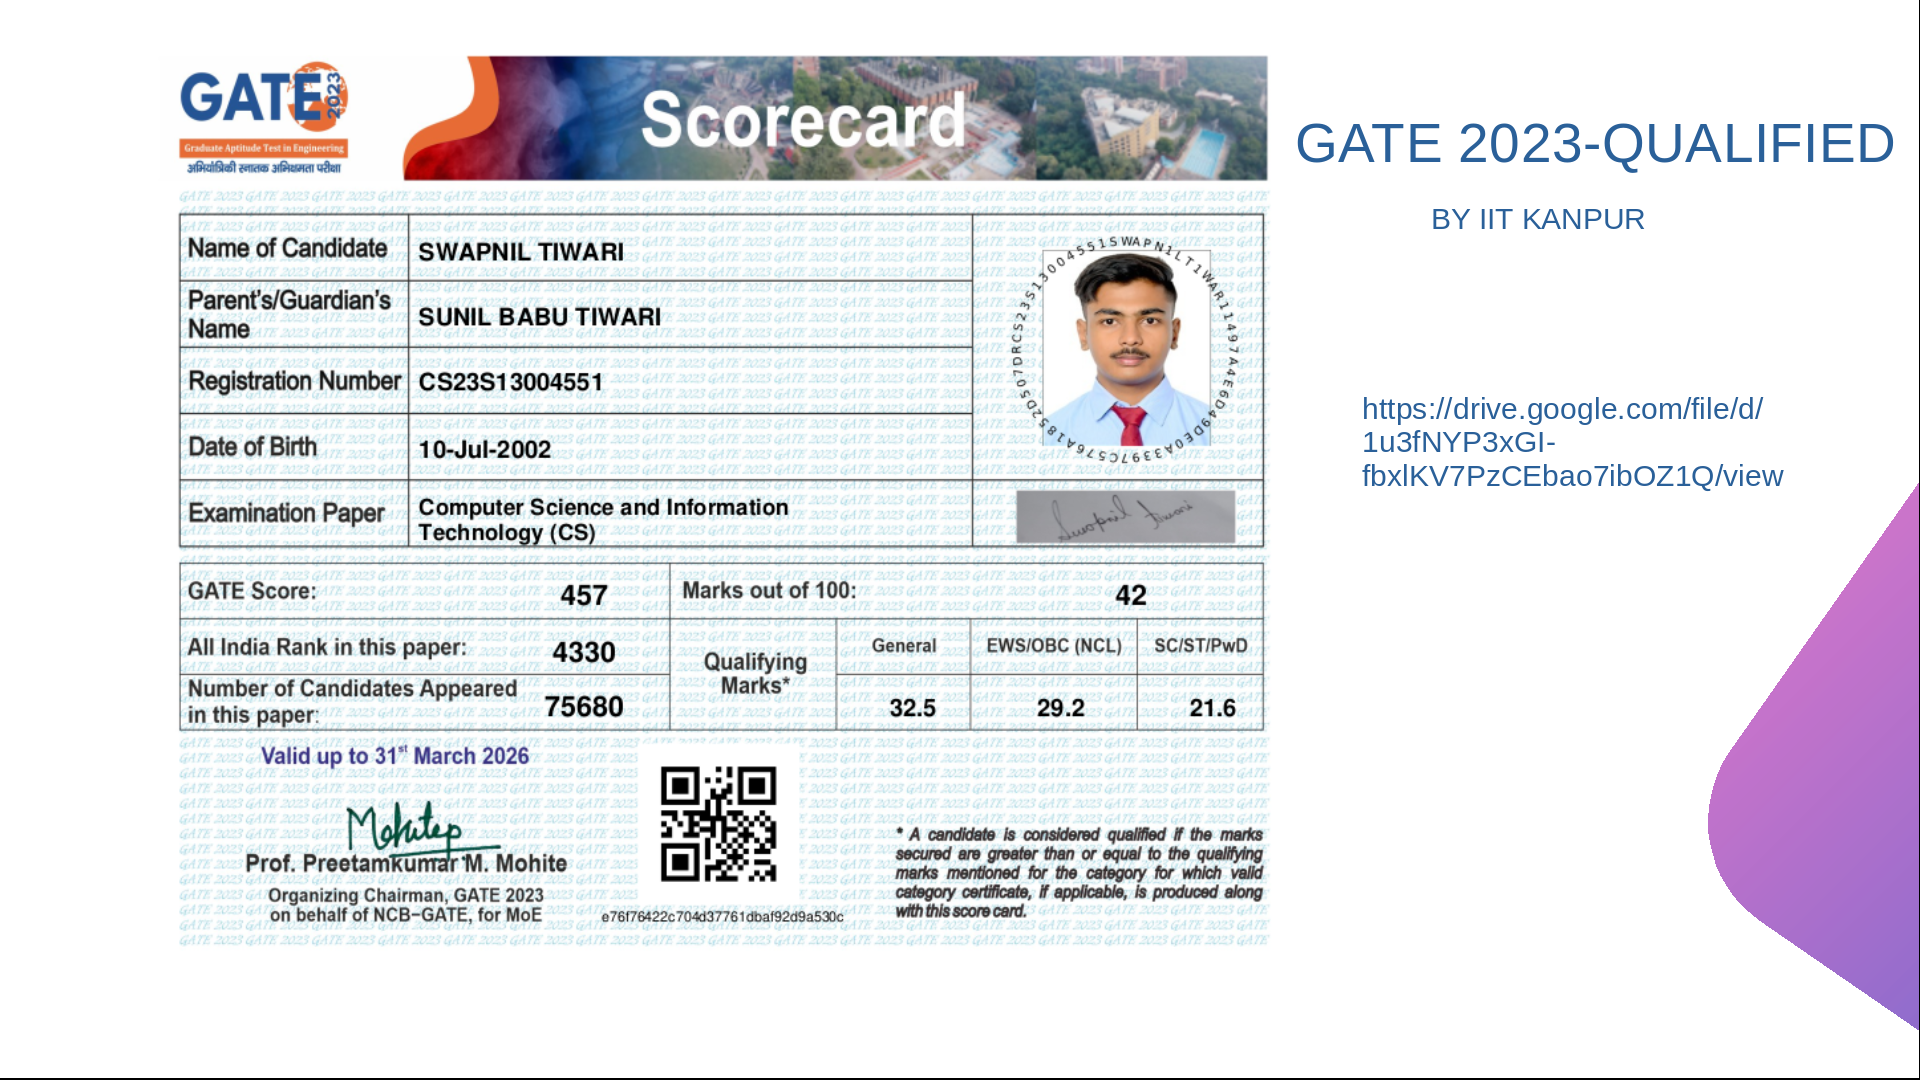 GATE 2023
Graduate Aptitude Test in Engineering
अभियांत्रिकी स्नातक अभिक्षमता परीक्षा
Scorecard
Name of Candidate SWAPNIL TIWARI
Parent's/Guardian's
Name
SUNIL BABU TIWARI
Registration Number CS23S13004551
Date of Birth 10-Jul-2002
Examination Paper
Computer Science and Information
Technology (CS)
Swapnil Tiwari
GATE Score: 457 Marks out of 100: 42
All India Rank in this paper: 4330
Number of Candidates Appeared
in this paper: 75680
Qualifying
Marks*
General EWS/OBC (NCL) SC/ST/PwD
32.5 29.2 21.6
Valid up to 31st March 2026
Mohitep
Prof. Preetamkumar M. Mohite
Organizing Chairman, GATE 2023
on behalf of NCB−GATE, for MoE
e76f76422c704d37761dbaf92d9a530c
* A candidate is considered qualified if the marks
secured are greater than or equal to the qualifying
marks mentioned for the category for which valid
category certificate, if applicable, is produced along
with this score card.
GATE 2023-QUALIFIED
BY IIT KANPUR
https://drive.google.com/file/d/
1u3fNYP3xGI-
fbxlKV7PzCEbao7ibOZ1Q/view